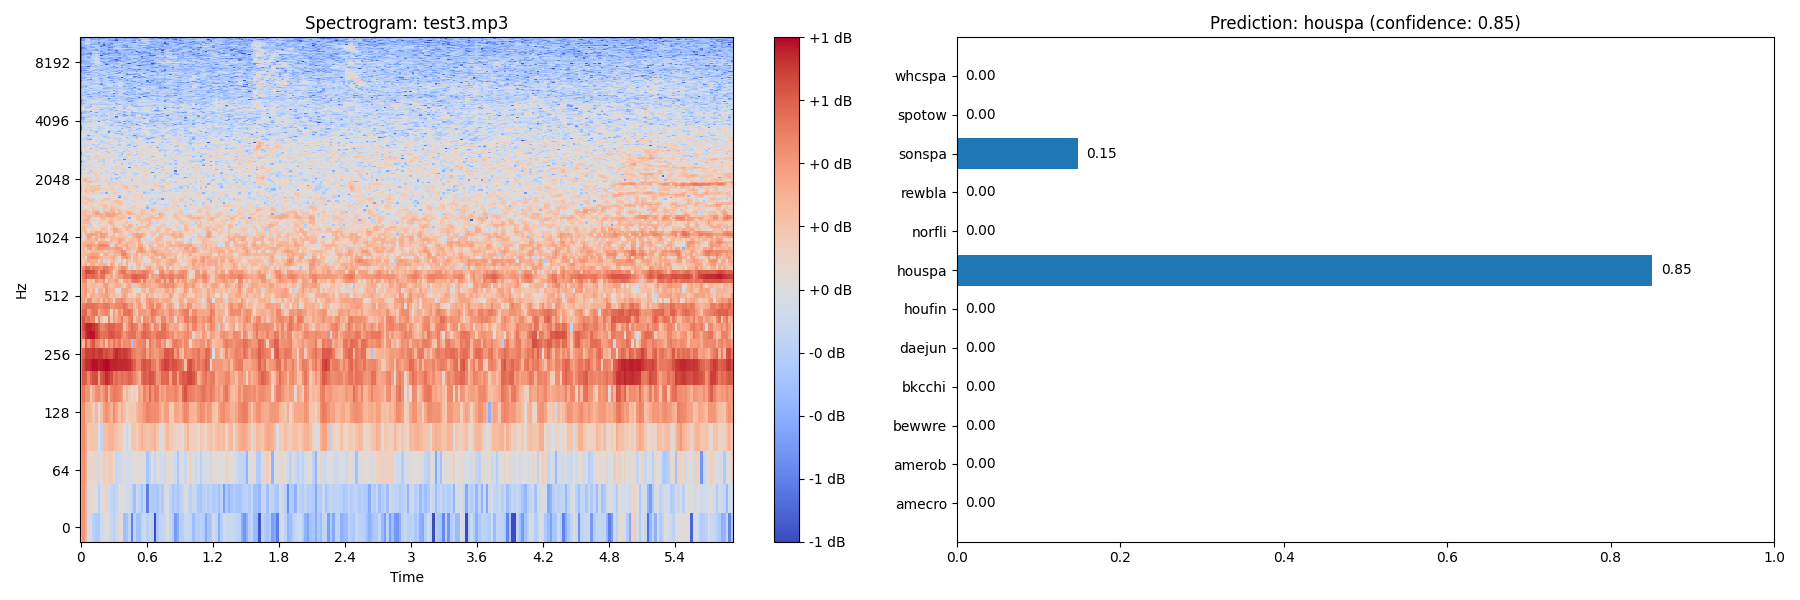 Spectrogram: test3.mp3
Hz
8192
4096
2048
1024
512
256
128
64
0
0 0.6 1.2 1.8 2.4 3 3.6 4.2 4.8 5.4
Time
+1 dB
+1 dB
+0 dB
+0 dB
+0 dB
-0 dB
-0 dB
-1 dB
-1 dB
Prediction: houspa (confidence: 0.85)
whcspa 0.00
spotow 0.00
sonspa 0.15
rewbla 0.00
norfli 0.00
houspa 0.85
houfin 0.00
daejun 0.00
bkcchi 0.00
bewwre 0.00
amerob 0.00
amecro 0.00
0.0 0.2 0.4 0.6 0.8 1.0